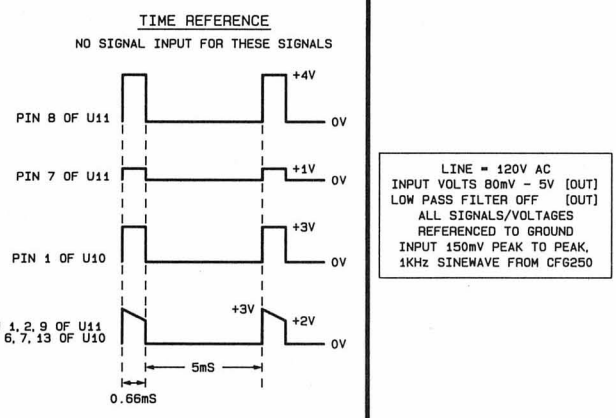 TIME REFERENCE
NO SIGNAL INPUT FOR THESE SIGNALS
+4V
PIN 8 OF U11
0V
+1V
PIN 7 OF U11
0V
+3V
PIN 1 OF U10
0V
+3V
+2V
1, 2, 9 OF U11
6, 7, 13 OF U10
0V
5mS
0.66mS
LINE = 120V AC
INPUT VOLTS 80mV - 5V [OUT]
LOW PASS FILTER OFF [OUT]
ALL SIGNALS/VOLTAGES
REFERENCED TO GROUND
INPUT 150mV PEAK TO PEAK,
1KHz SINEWAVE FROM CFG250